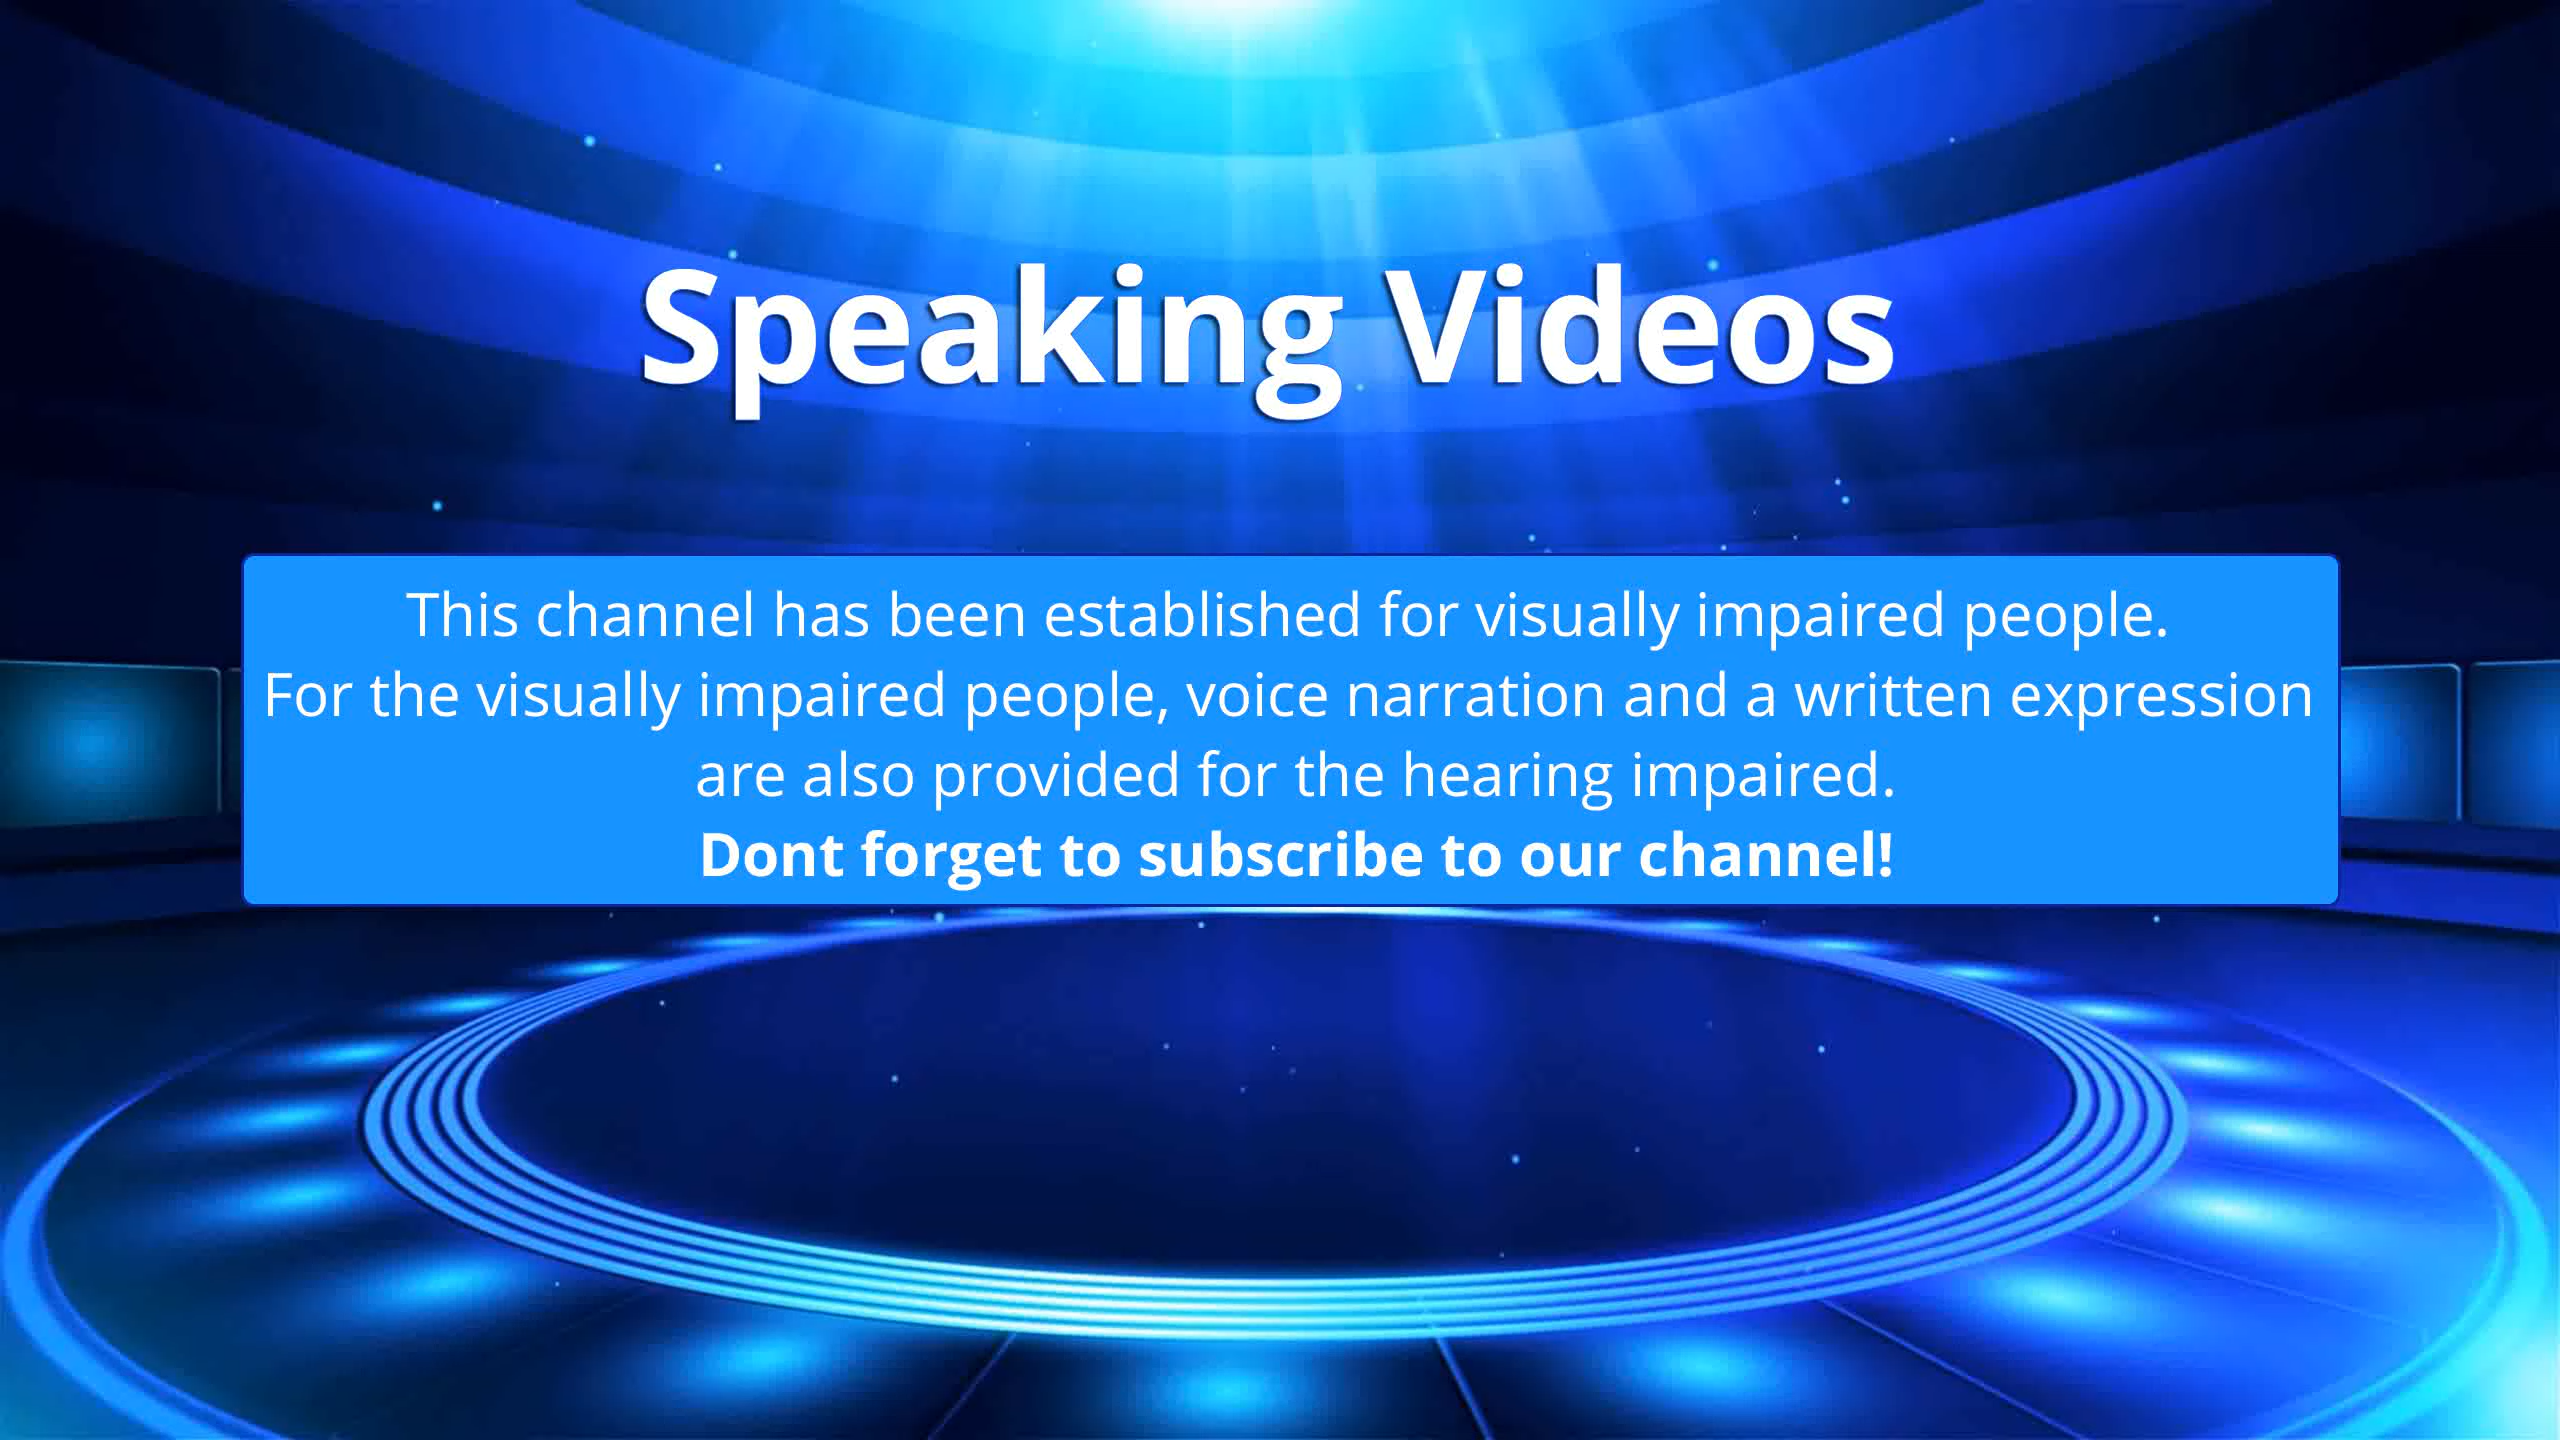 Speaking Videos
This channel has been established for visually impaired people.
For the visually impaired people, voice narration and a written expression
are also provided for the hearing impaired.
Dont forget to subscribe to our channel!